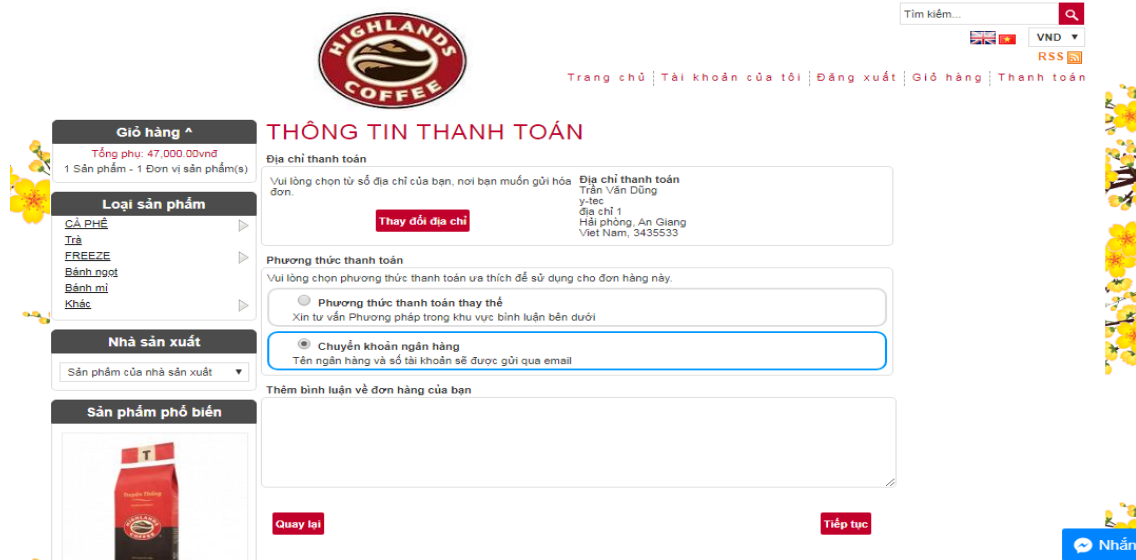 Tìm kiếm...
VND
RSS
HIGHLANDS
COFFEE
Trang chủ Tài khoản của tôi Đăng xuất Giỏ hàng Thanh toán
Giỏ hàng ^
Tổng phụ: 47,000.00vnđ
1 Sản phẩm - 1 Đơn vị sản phẩm(s)
Loại sản phẩm
CÀ PHÊ
Trà
FREEZE
Bánh ngọt
Bánh mì
Khác
Nhà sản xuất
Sản phẩm của nhà sản xuất
Sản phẩm phổ biến
T
Truyền Thống
HIGHLANDS
COFFEE
THÔNG TIN THANH TOÁN
Địa chỉ thanh toán
Vui lòng chọn từ sổ địa chỉ của bạn, nơi bạn muốn gửi hóa
đơn.
Thay đổi địa chỉ
Địa chỉ thanh toán
Trần Văn Dũng
y-tec
địa chỉ 1
Hải phòng, An Giang
Viet Nam, 3435533
Phương thức thanh toán
Vui lòng chọn phương thức thanh toán ưa thích để sử dụng cho đơn hàng này.
Phương thức thanh toán thay thế
Xin tư vấn Phương pháp trong khu vực bình luận bên dưới
Chuyển khoản ngân hàng
Tên ngân hàng và số tài khoản sẽ được gửi qua email
Thêm bình luận về đơn hàng của bạn
Quay lại
Tiếp tục
Nhắn